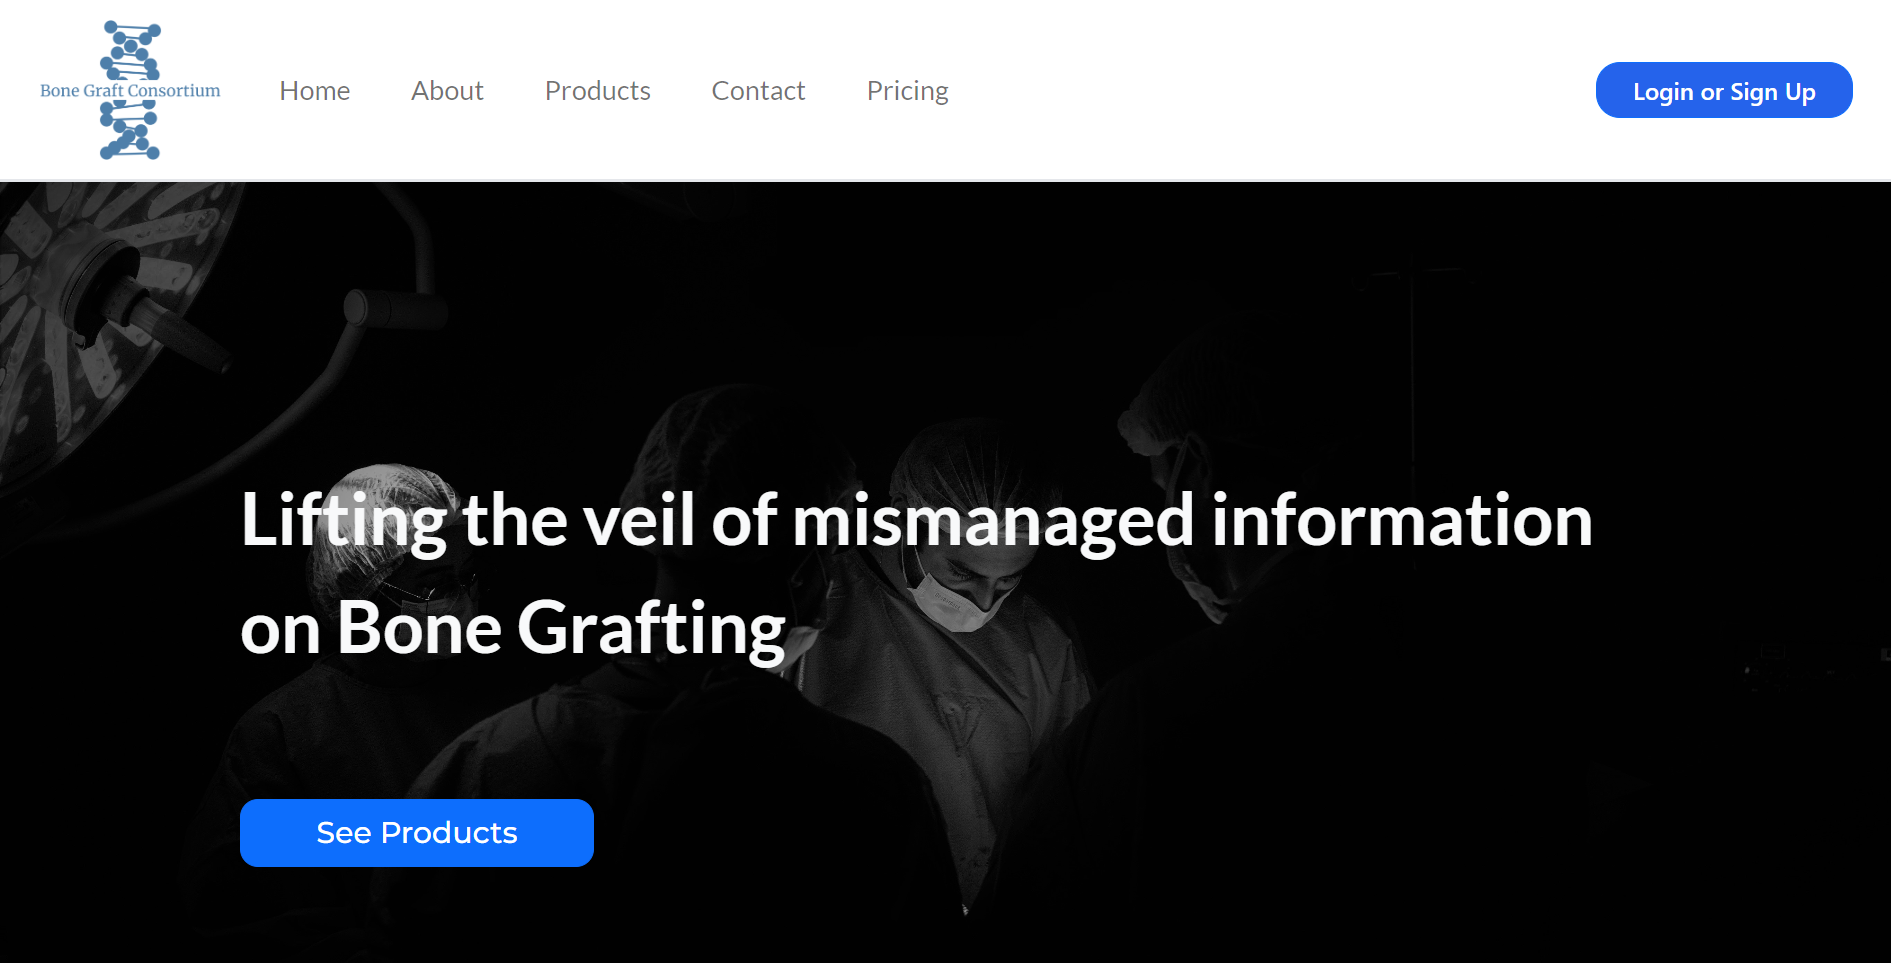 Bone Graft Consortium
Home
About
Products
Contact
Pricing
Login or Sign Up
Lifting the veil of mismanaged information
on Bone Grafting
See Products